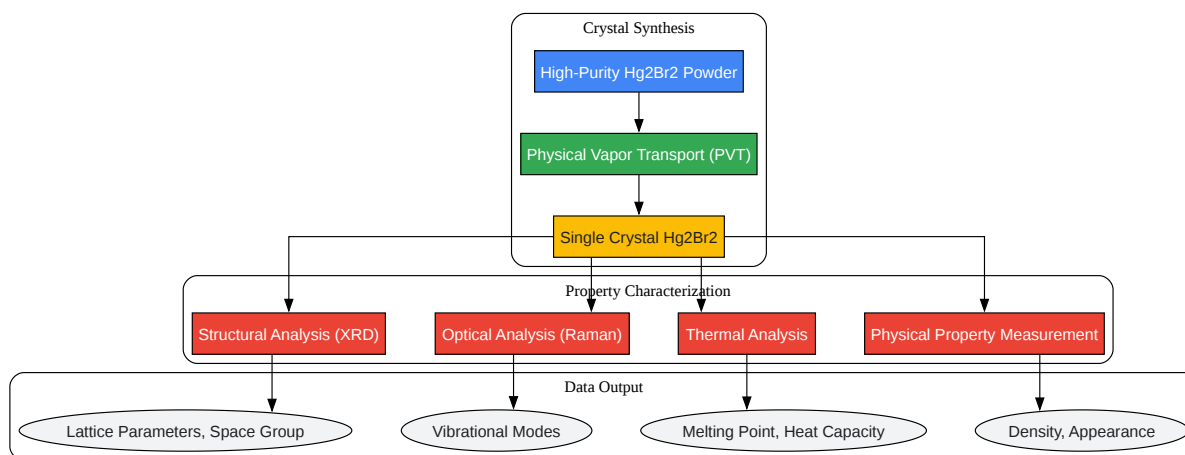 Crystal Synthesis
High-Purity Hg2Br2 Powder
Physical Vapor Transport (PVT)
Single Crystal Hg2Br2
Property Characterization
Structural Analysis (XRD)
Optical Analysis (Raman)
Thermal Analysis
Physical Property Measurement
Data Output
Lattice Parameters, Space Group
Vibrational Modes
Melting Point, Heat Capacity
Density, Appearance